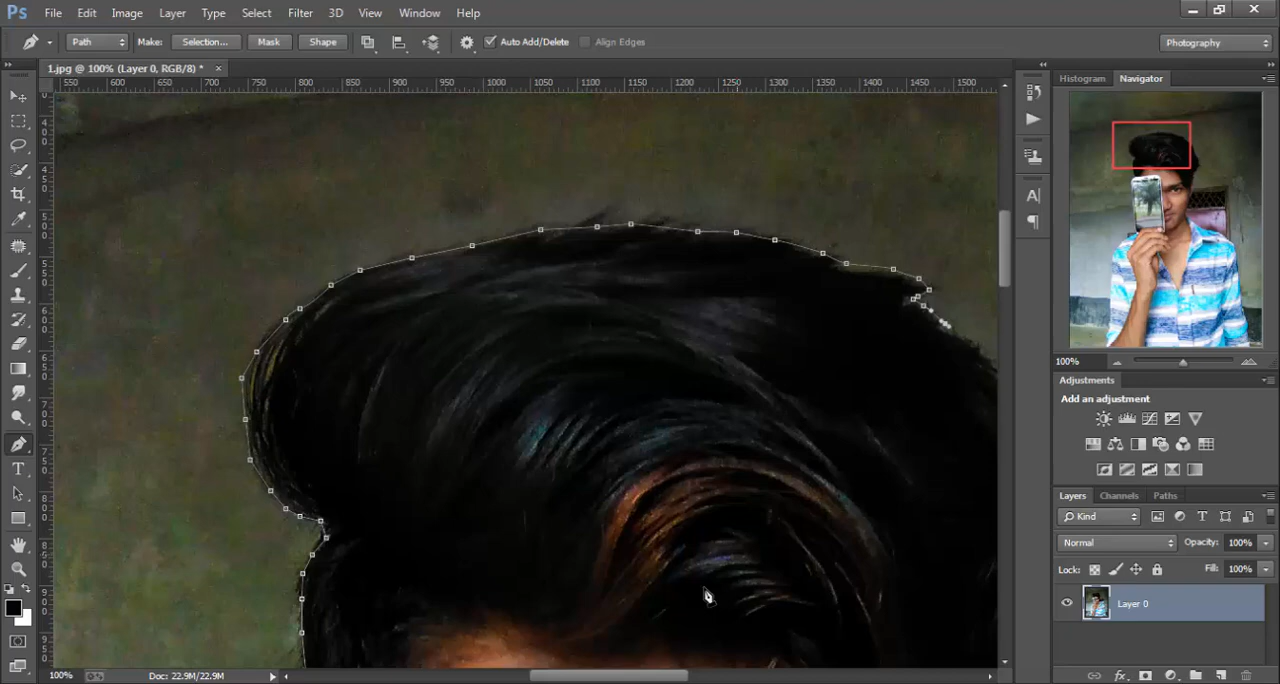 Ps File Edit Image Layer Type Select Filter 3D View Window Help
Path Make: Selection... Mask Shape Auto Add/Delete Align Edges Photography
1.jpg @ 100% (Layer 0, RGB/8) * ×
Histogram Navigator
550 600 650 700 750 800 850 900 950 1000 1050 1100 1150 1200 1250 1300 1350 1400 1450 1500
100%
Adjustments
Add an adjustment
Layers Channels Paths
Kind
Normal Opacity: 100%
Lock: Fill: 100%
Layer 0
100% Doc: 22.9M/22.9M